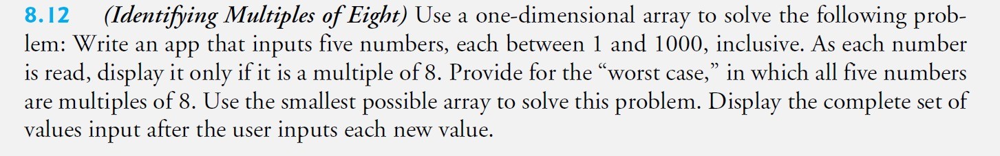 8.12 (Identifying Multiples of Eight) Use a one-dimensional array to solve the following prob-
lem: Write an app that inputs five numbers, each between 1 and 1000, inclusive. As each number
is read, display it only if it is a multiple of 8. Provide for the “worst case,” in which all five numbers
are multiples of 8. Use the smallest possible array to solve this problem. Display the complete set of
values input after the user inputs each new value.